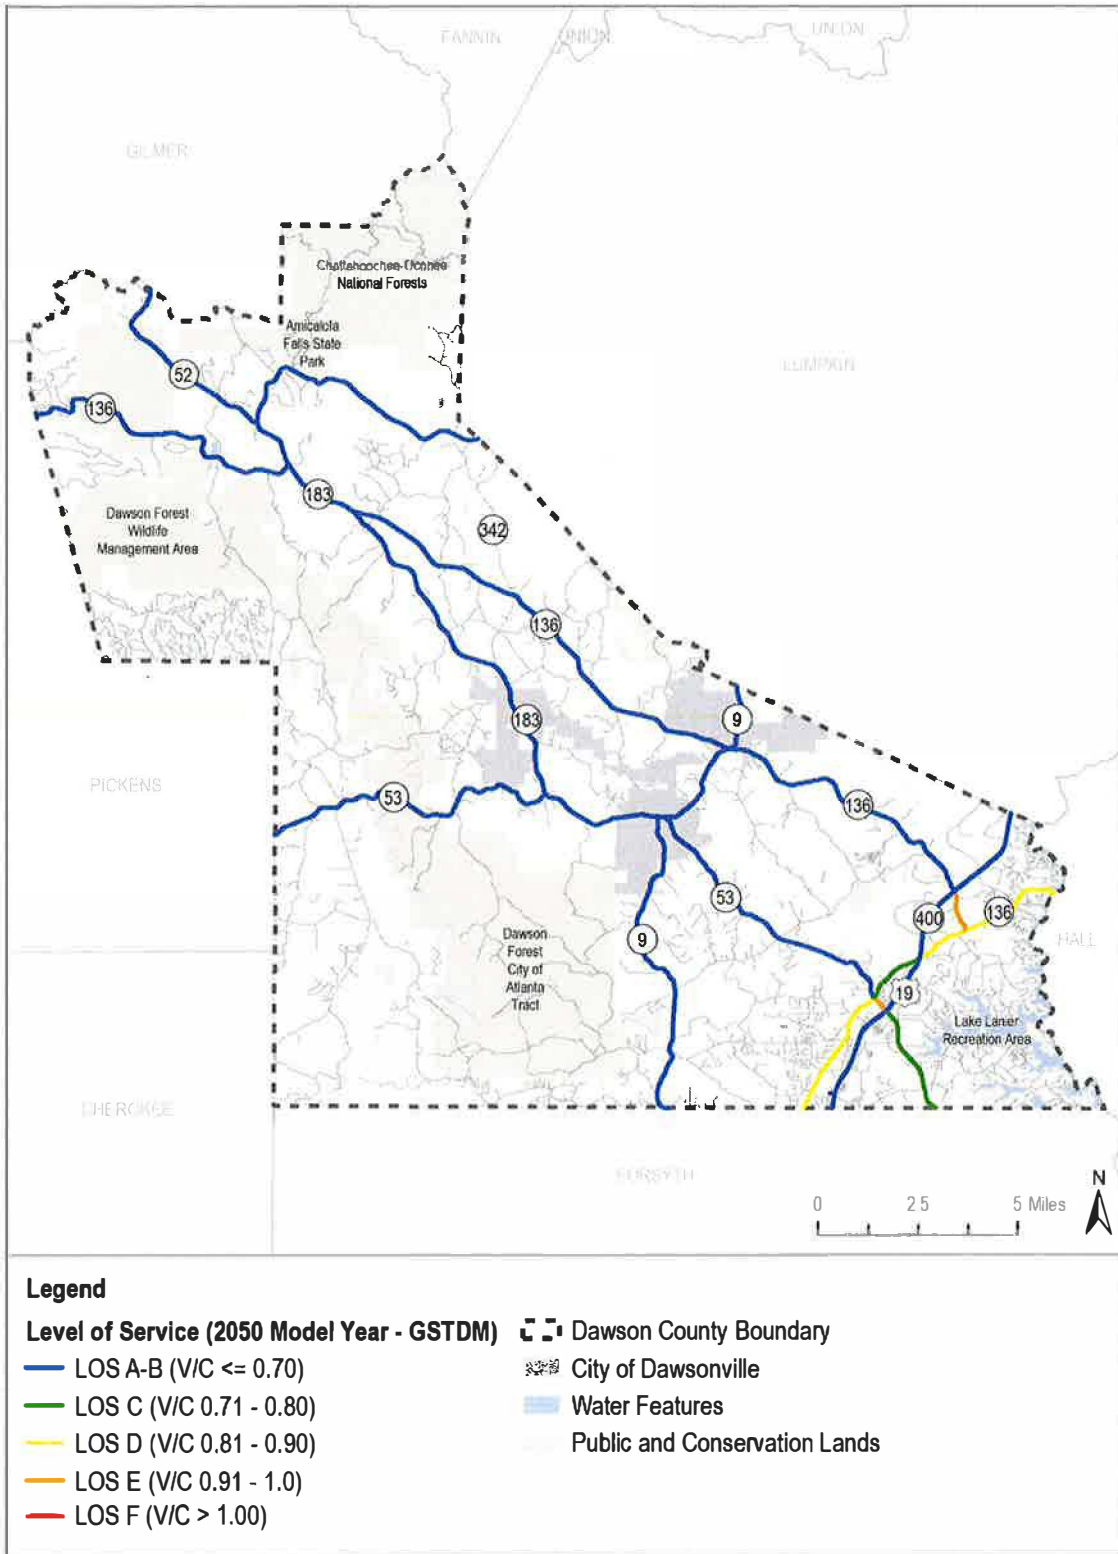 FANNIN
UNION
UNION
GILMER
Chattahoochee-Oconee
National Forests
Amicalola
Falls State
Park
LUMPKIN
52
136
183
Dawson Forest
Wildlife
Management Area
342
136
183
9
PICKENS
53
136
53
400
136
9
HALL
Dawson
Forest
City of
Atlanta
Tract
19
Lake Lanier
Recreation Area
CHEROKEE
FORSYTH
N
0 2.5 5 Miles
Legend
Level of Service (2050 Model Year - GSTDM)
LOS A-B (V/C <= 0.70)
LOS C (V/C 0.71 - 0.80)
LOS D (V/C 0.81 - 0.90)
LOS E (V/C 0.91 - 1.0)
LOS F (V/C > 1.00)
Dawson County Boundary
City of Dawsonville
Water Features
Public and Conservation Lands